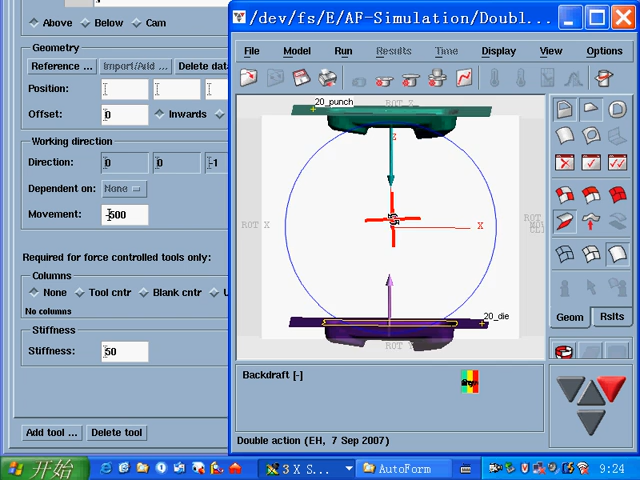 Above Below Cam
Geometry
Reference ... Import/Add ... Delete data
Position:
Offset: 0 Inwards
Working direction
Direction: 0 0 -1
Dependent on: None
Movement: -500
Required for force controlled tools only:
Columns
None Tool cntr Blank cntr U
No columns
Stiffness
Stiffness: 50
Add tool ... Delete tool
/dev/fs/E/AF-Simulation/Doubl...
File Model Run Results Time Display View Options
20_punch
ROT Z
Z
ROT X
X
20_die
Geom Rslts
Backdraft [-]
Double action (EH, 7 Sep 2007)
开始
3 X S...
AutoForm
9:24